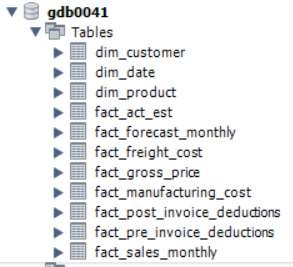 gdb0041
Tables
dim_customer
dim_date
dim_product
fact_act_est
fact_forecast_monthly
fact_freight_cost
fact_gross_price
fact_manufacturing_cost
fact_post_invoice_deductions
fact_pre_invoice_deductions
fact_sales_monthly